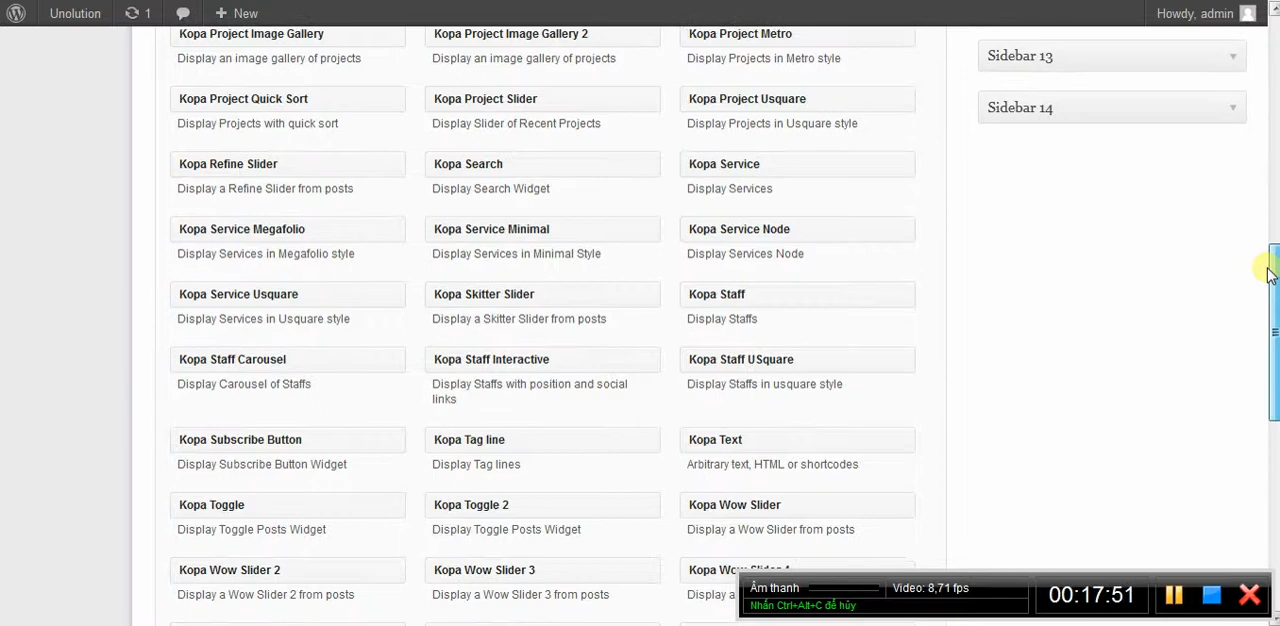 Unolution 1 New Howdy, admin
Kopa Project Image Gallery Kopa Project Image Gallery 2 Kopa Project Metro
Display an image gallery of projects Display an image gallery of projects Display Projects in Metro style
Sidebar 13
Kopa Project Quick Sort Kopa Project Slider Kopa Project Usquare
Sidebar 14
Display Projects with quick sort Display Slider of Recent Projects Display Projects in Usquare style
Kopa Refine Slider Kopa Search Kopa Service
Display a Refine Slider from posts Display Search Widget Display Services
Kopa Service Megafolio Kopa Service Minimal Kopa Service Node
Display Services in Megafolio style Display Services in Minimal Style Display Services Node
Kopa Service Usquare Kopa Skitter Slider Kopa Staff
Display Services in Usquare style Display a Skitter Slider from posts Display Staffs
Kopa Staff Carousel Kopa Staff Interactive Kopa Staff USquare
Display Carousel of Staffs Display Staffs with position and social Display Staffs in usquare style
links
Kopa Subscribe Button Kopa Tag line Kopa Text
Display Subscribe Button Widget Display Tag lines Arbitrary text, HTML or shortcodes
Kopa Toggle Kopa Toggle 2 Kopa Wow Slider
Display Toggle Posts Widget Display Toggle Posts Widget Display a Wow Slider from posts
Kopa Wow Slider 2 Kopa Wow Slider 3 Kopa Wow
Display a Wow Slider 2 from posts Display a Wow Slider 3 from posts Display a
Âm thanh Video: 8,71 fps 00:17:51
Nhấn Ctrl+Alt+C để hủy